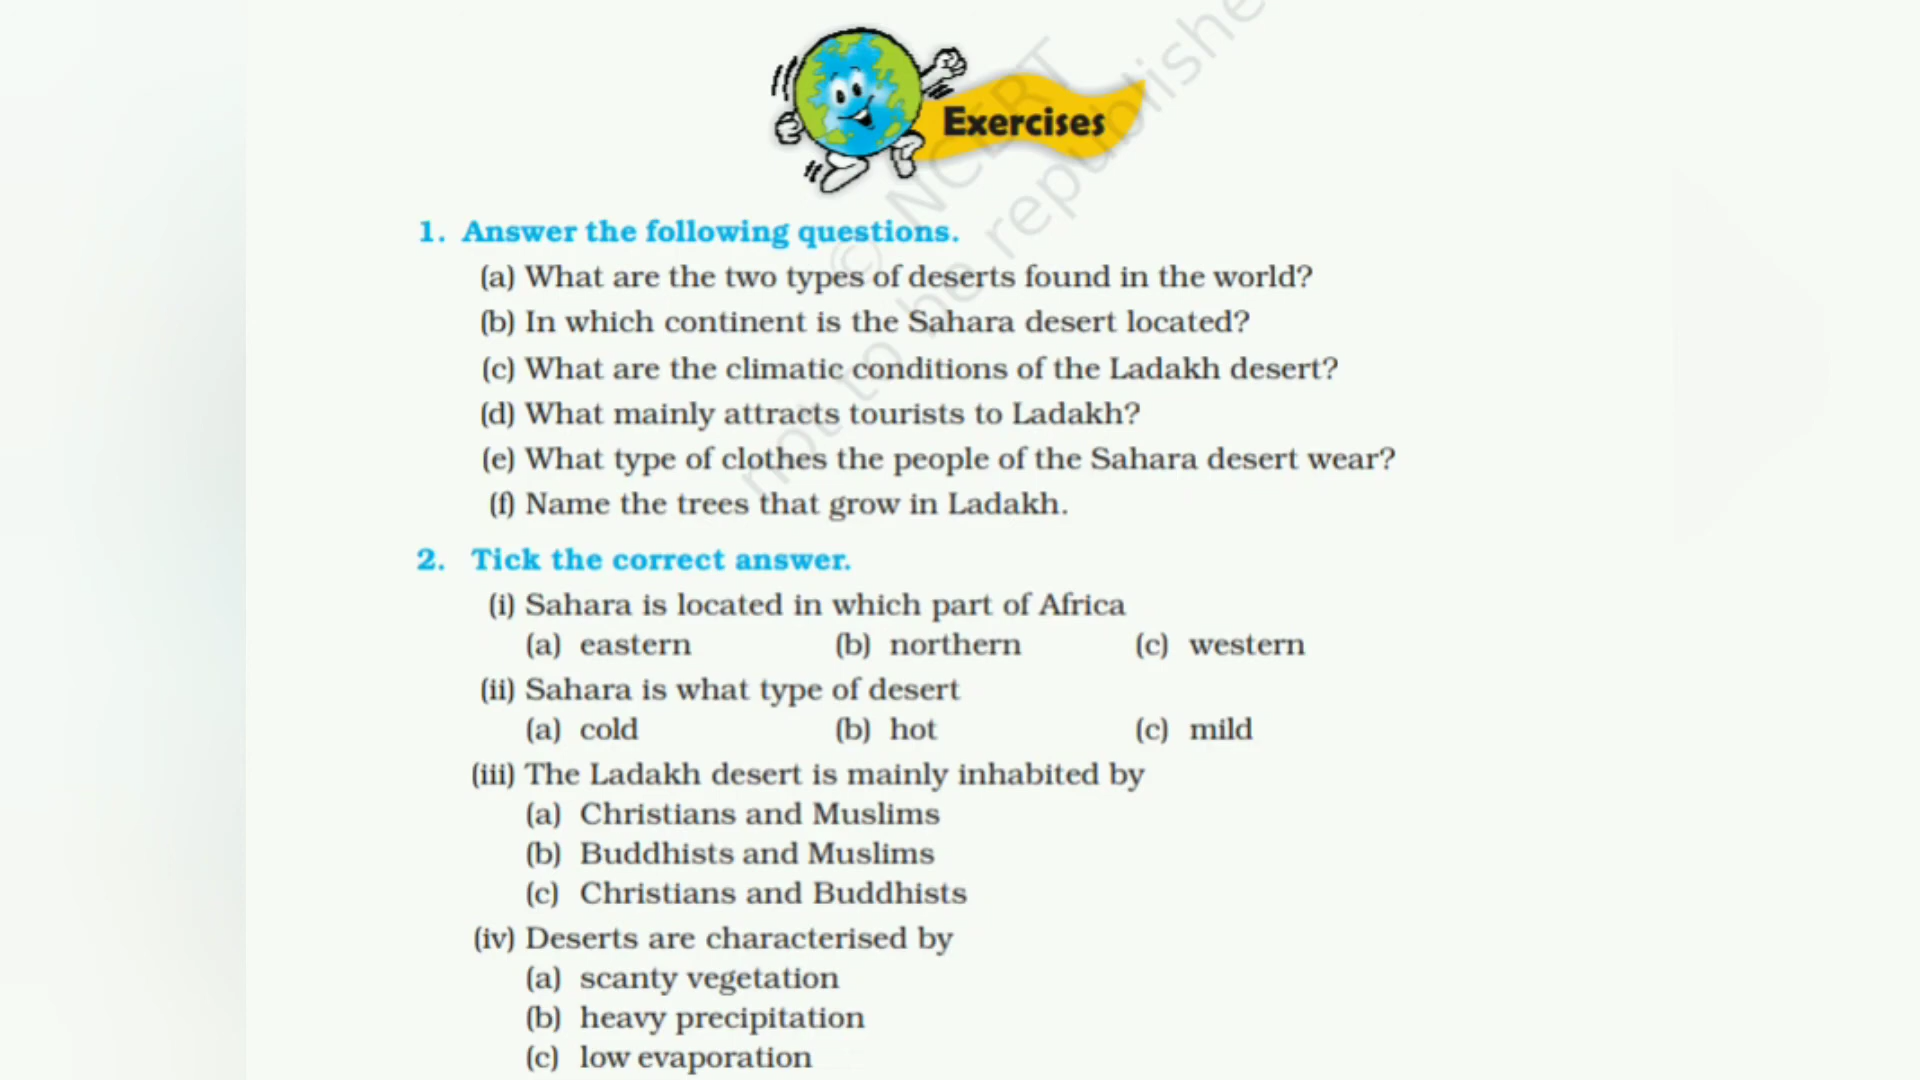 Exercises
© NCERT
not to be republishe
1. Answer the following questions.
(a) What are the two types of deserts found in the world?
(b) In which continent is the Sahara desert located?
(c) What are the climatic conditions of the Ladakh desert?
(d) What mainly attracts tourists to Ladakh?
(e) What type of clothes the people of the Sahara desert wear?
(f) Name the trees that grow in Ladakh.
2. Tick the correct answer.
(i) Sahara is located in which part of Africa
(a) eastern (b) northern (c) western
(ii) Sahara is what type of desert
(a) cold (b) hot (c) mild
(iii) The Ladakh desert is mainly inhabited by
(a) Christians and Muslims
(b) Buddhists and Muslims
(c) Christians and Buddhists
(iv) Deserts are characterised by
(a) scanty vegetation
(b) heavy precipitation
(c) low evaporation